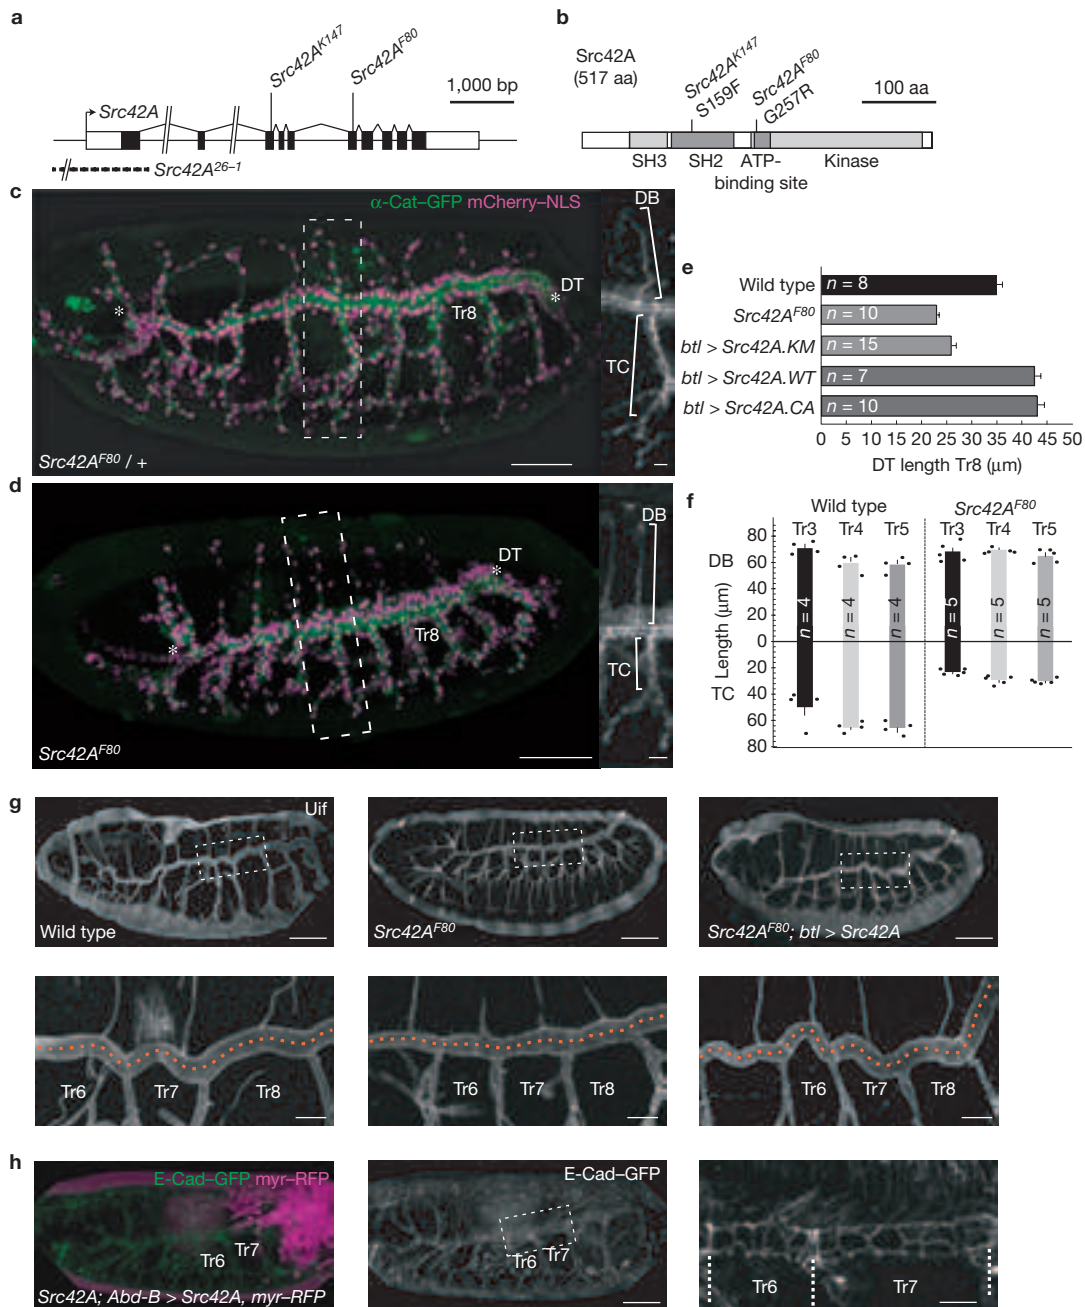 a
Src42A^K147
Src42A^F80
1,000 bp
Src42A
Src42A^26–1
b
Src42A
(517 aa)
Src42A^K147
S159F
Src42A^F80
G257R
100 aa
SH3
SH2
ATP-
binding site
Kinase
c
α-Cat–GFP mCherry–NLS
DB
DT
*
*
Tr8
TC
Src42A^F80 / +
d
DB
DT
*
*
Tr8
TC
Src42A^F80
e
Wild type
n = 8
Src42A^F80
n = 10
btl > Src42A.KM
n = 15
btl > Src42A.WT
n = 7
btl > Src42A.CA
n = 10
0 5 10 15 20 25 30 35 40 45 50
DT length Tr8 (μm)
f
Wild type
Src42A^F80
Tr3 Tr4 Tr5 Tr3 Tr4 Tr5
80
60
40
20
0
20
40
60
80
DB
Length (μm)
TC
n = 4
n = 4
n = 4
n = 5
n = 5
n = 5
g
Uif
Wild type
Src42A^F80
Src42A^F80; btl > Src42A
Tr6 Tr7 Tr8
Tr6 Tr7 Tr8
Tr6 Tr7 Tr8
h
E-Cad–GFP myr–RFP
Tr6 Tr7
Src42A; Abd-B > Src42A, myr–RFP
E-Cad–GFP
Tr6 Tr7
Tr6 Tr7